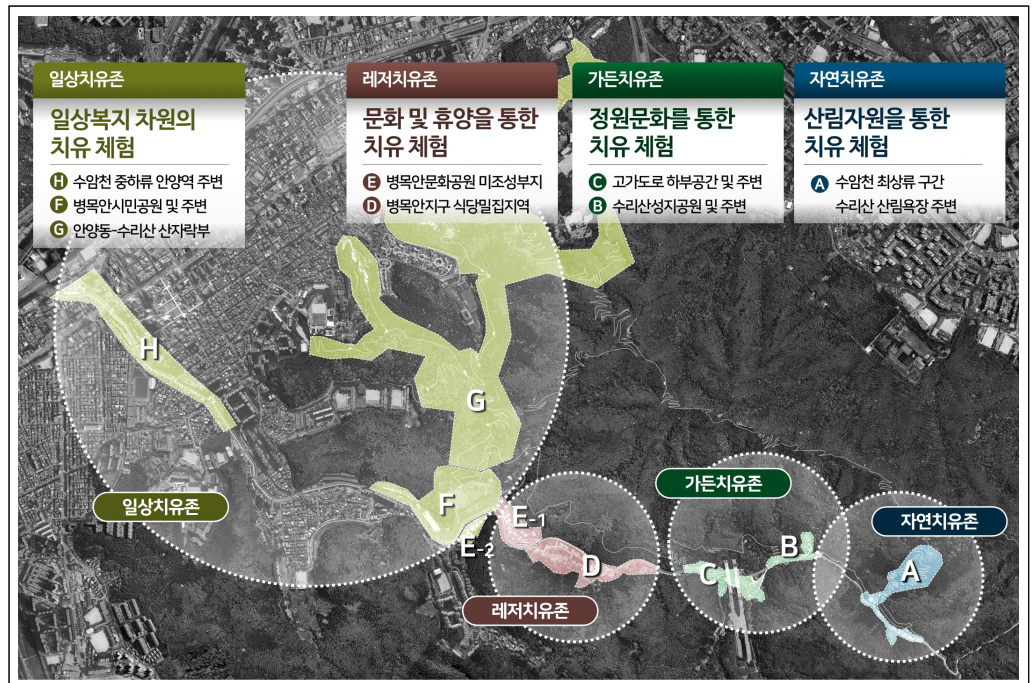 일상치유존
일상복지 차원의
치유 체험
H 수암천 중하류 안양역 주변
F 병목안시민공원 및 주변
G 안양동-수리산 산자락부
레저치유존
문화 및 휴양을 통한
치유 체험
E 병목안문화공원 미조성부지
D 병목안지구 식당밀집지역
가든치유존
정원문화를 통한
치유 체험
C 고가도로 하부공간 및 주변
B 수리산성지공원 및 주변
자연치유존
산림자원을 통한
치유 체험
A 수암천 최상류 구간
수리산 산림욕장 주변
H
G
F
E-1
E-2
D
C
B
A
일상치유존
레저치유존
가든치유존
자연치유존